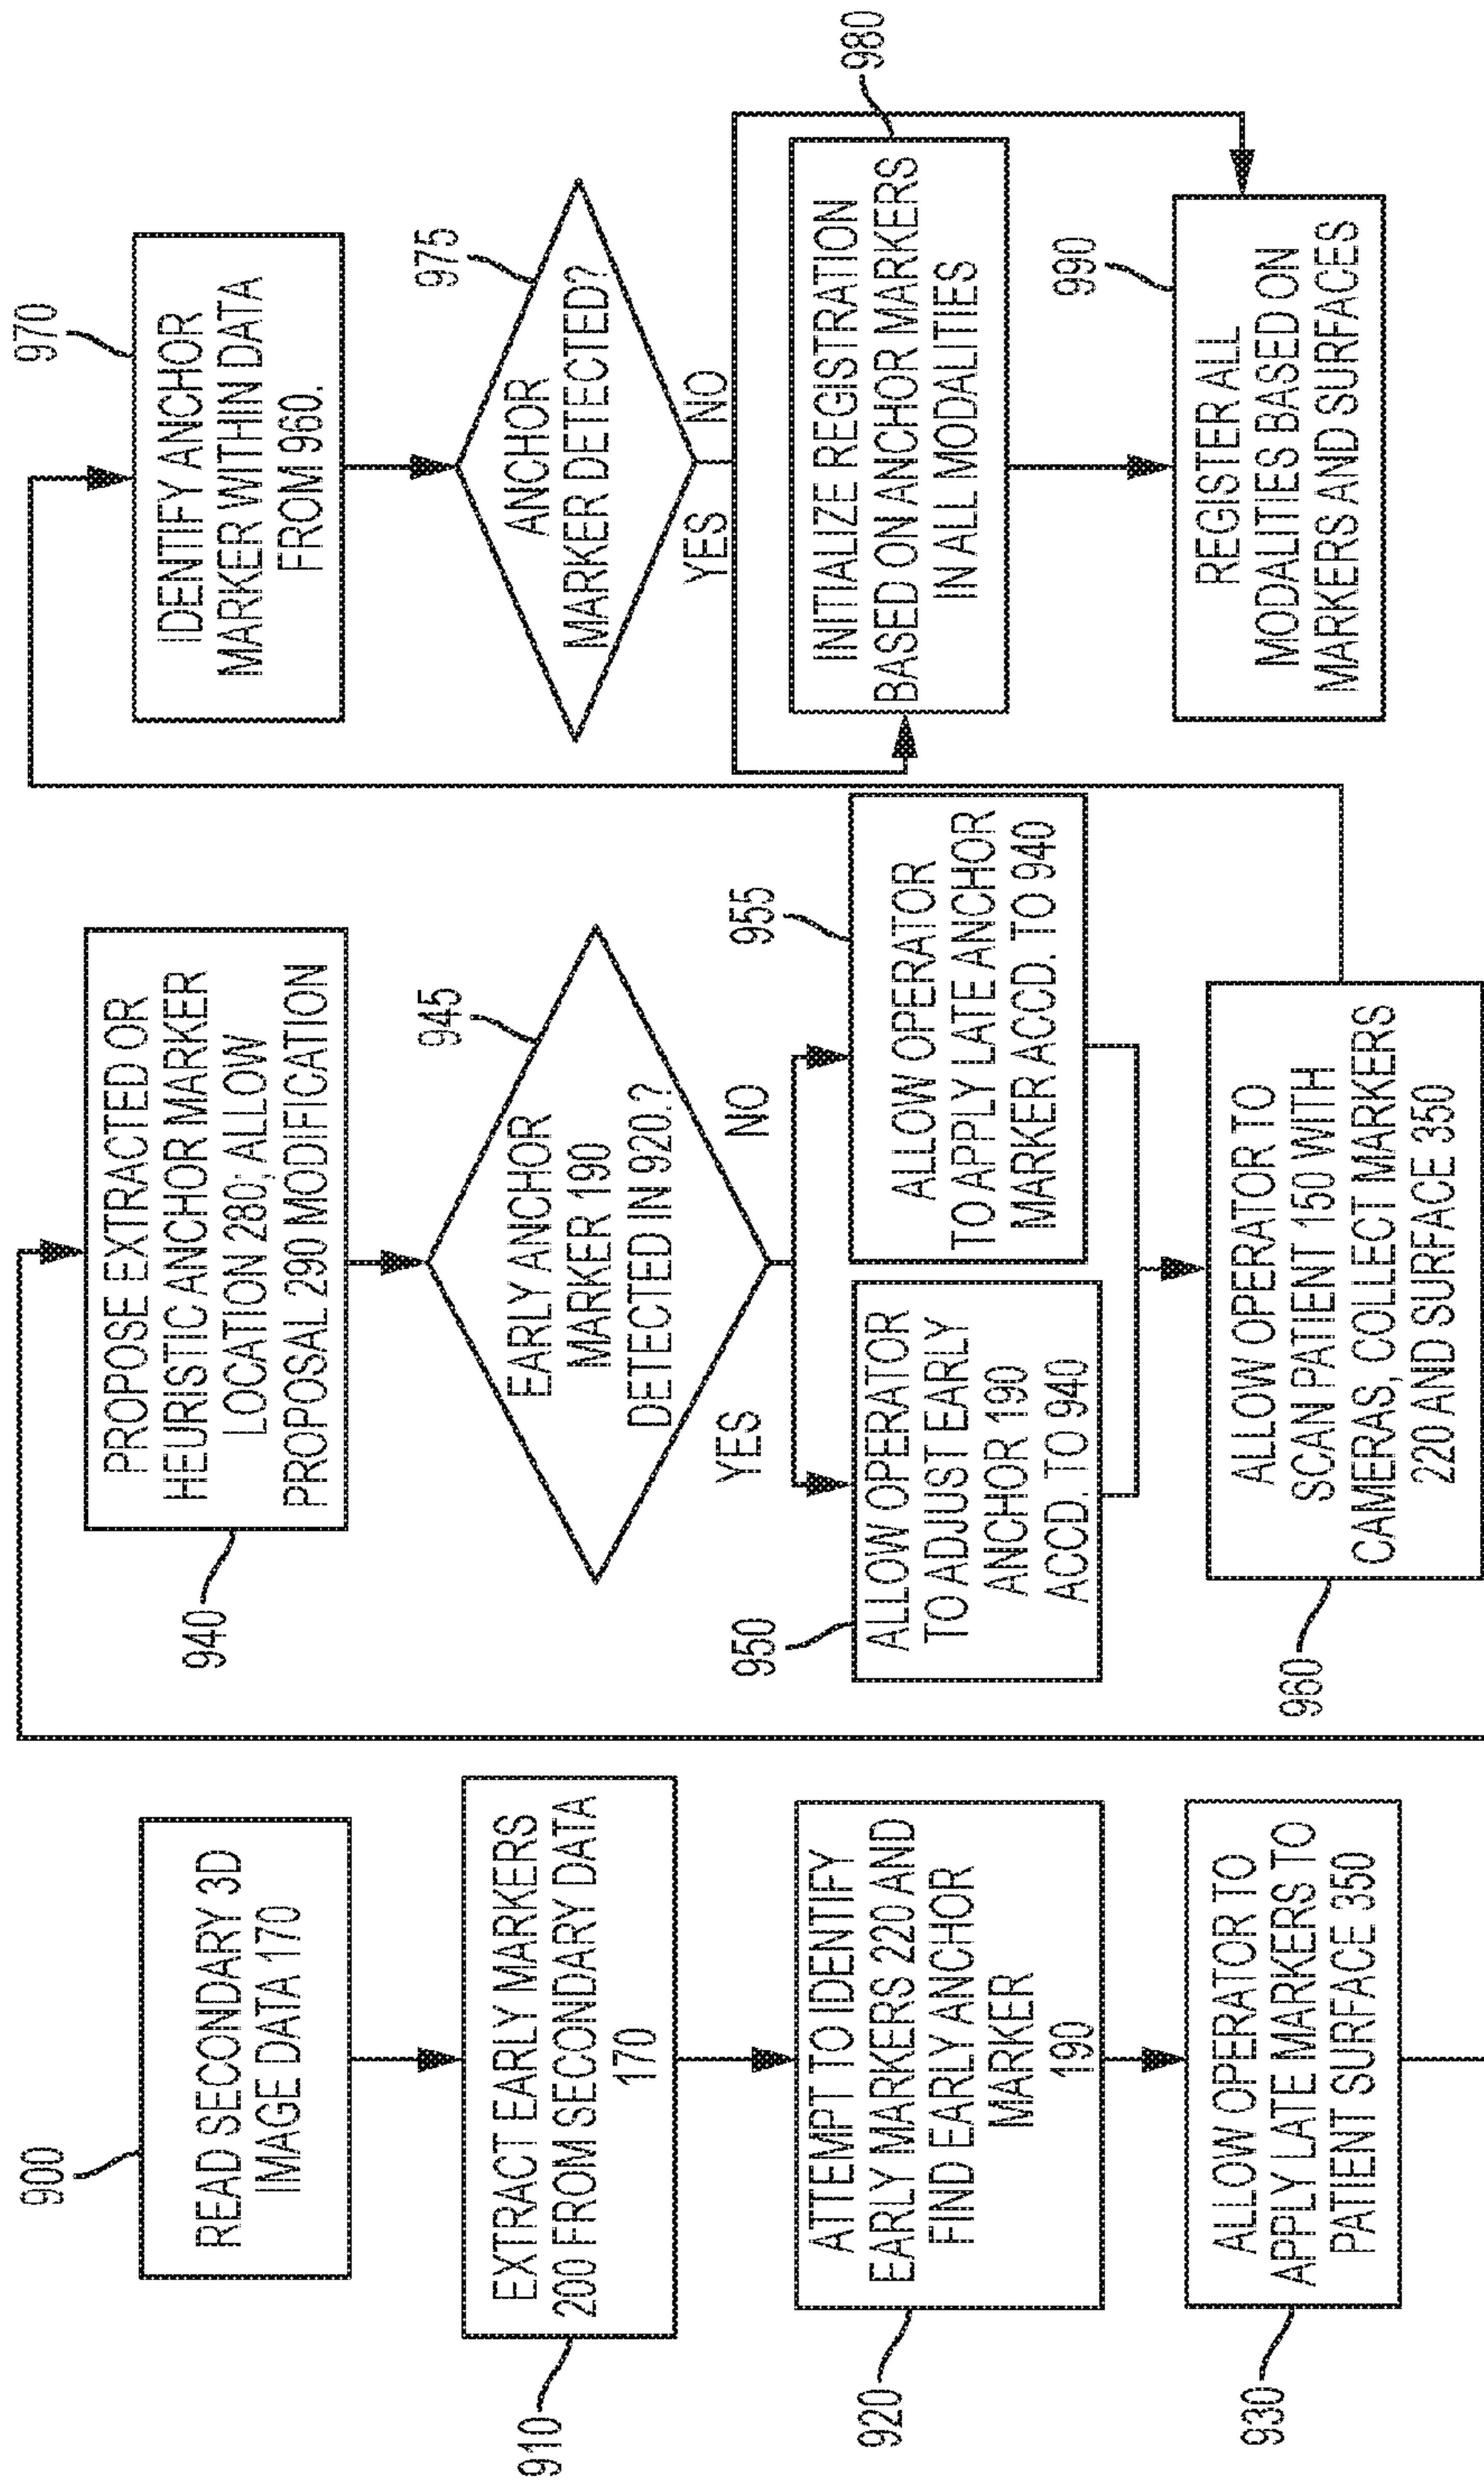 900
READ SECONDARY 3D
IMAGE DATA 170
910
EXTRACT EARLY MARKERS
200 FROM SECONDARY DATA
170
920
ATTEMPT TO IDENTIFY
EARLY MARKERS 220 AND
FIND EARLY ANCHOR
MARKER
190
930
ALLOW OPERATOR TO
APPLY LATE MARKERS TO
PATIENT SURFACE 350
940
PROPOSE EXTRACTED OR
HEURISTIC ANCHOR MARKER
LOCATION 280; ALLOW
PROPOSAL 290 MODIFICATION
945
EARLY ANCHOR
MARKER 190
DETECTED IN 920.?
YES
NO
950
ALLOW OPERATOR
TO ADJUST EARLY
ANCHOR 190
ACCD. TO 940
955
ALLOW OPERATOR
TO APPLY LATE ANCHOR
MARKER ACCD. TO 940
960
ALLOW OPERATOR TO
SCAN PATIENT 150 WITH
CAMERAS, COLLECT MARKERS
220 AND SURFACE 350
970
IDENTIFY ANCHOR
MARKER WITHIN DATA
FROM 960.
975
ANCHOR
MARKER DETECTED?
YES
NO
980
INITIALIZE REGISTRATION
BASED ON ANCHOR MARKERS
IN ALL MODALITIES
990
REGISTER ALL
MODALITIES BASED ON
MARKERS AND SURFACES